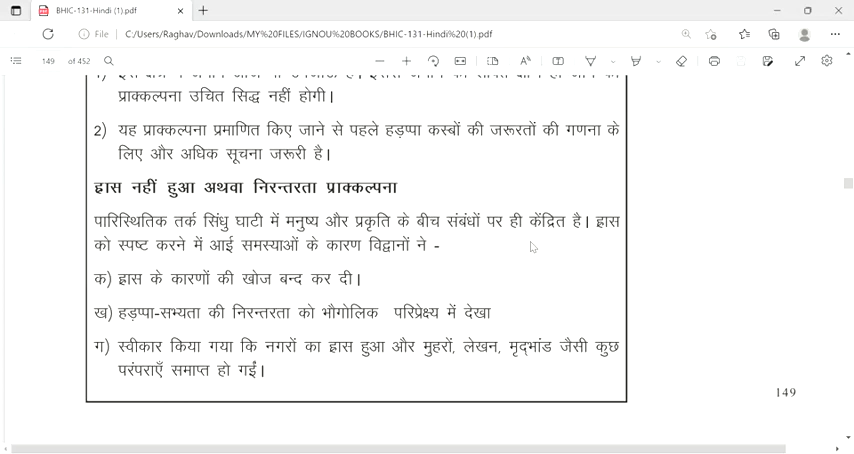 BHIC-131-Hindi (1).pdf
File C:/Users/Raghav/Downloads/MY%20FILES/IGNOU%20BOOKS/BHIC-131-Hindi%20(1).pdf
149 of 452
प्राक्कल्पना उचित सिद्ध नहीं होगी।
2) यह प्राक्कल्पना प्रमाणित किए जाने से पहले हड़प्पा कस्बों की जरूरतों की गणना के
लिए और अधिक सूचना जरूरी है।
ह्रास नहीं हुआ अथवा निरन्तरता प्राक्कल्पना
पारिस्थितिक तर्क सिंधु घाटी में मनुष्य और प्रकृति के बीच संबंधों पर ही केंद्रित है। ह्रास
को स्पष्ट करने में आई समस्याओं के कारण विद्वानों ने -
क) ह्रास के कारणों की खोज बन्द कर दी।
ख) हड़प्पा-सभ्यता की निरन्तरता को भौगोलिक परिप्रेक्ष्य में देखा
ग) स्वीकार किया गया कि नगरों का ह्रास हुआ और मुहरों, लेखन, मृद्भांड जैसी कुछ
परंपराएँ समाप्त हो गईं।
149